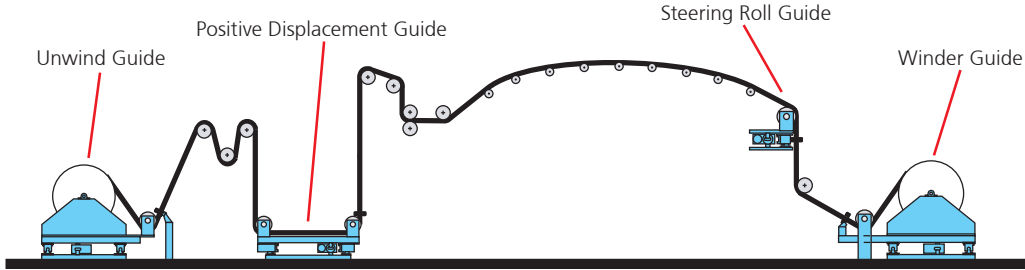 Steering Roll Guide
Positive Displacement Guide
Unwind Guide
Winder Guide